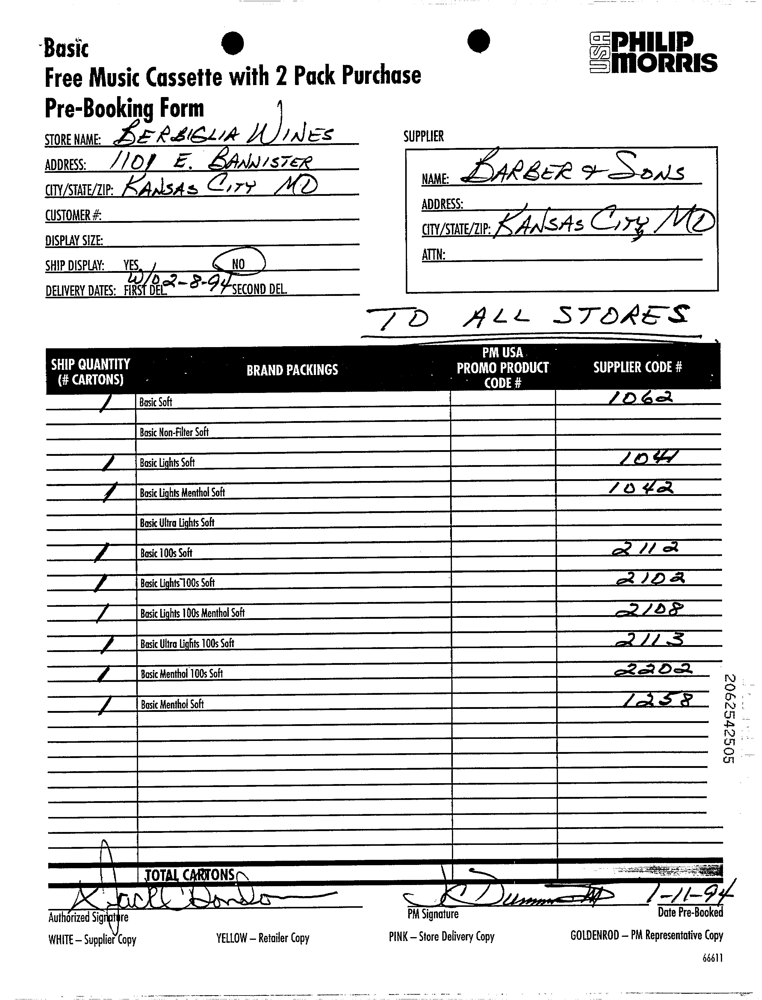 Basic
USA PHILIP MORRIS
Free Music Cassette with 2 Pack Purchase
Pre-Booking Form
STORE NAME: BERBIGLIA WINES
ADDRESS: 1101 E. BANNISTER
CITY/STATE/ZIP: KANSAS CITY MO
CUSTOMER #:
DISPLAY SIZE:
SHIP DISPLAY: YES NO
DELIVERY DATES: FIRST DEL. W/O 2-8-94 SECOND DEL.
SUPPLIER
NAME: BARBER & SONS
ADDRESS:
CITY/STATE/ZIP: KANSAS CITY, MO
ATTN:
TO ALL STORES
SHIP QUANTITY (# CARTONS) BRAND PACKINGS PM USA PROMO PRODUCT CODE # SUPPLIER CODE #
1 Basic Soft 1062
Basic Non-Filter Soft
1 Basic Lights Soft 1041
1 Basic Lights Menthol Soft 1042
Basic Ultra Lights Soft
1 Basic 100s Soft 2112
1 Basic Lights 100s Soft 2102
1 Basic Lights 100s Menthol Soft 2108
1 Basic Ultra Lights 100s Soft 2113
1 Basic Menthol 100s Soft 2202
1 Basic Menthol Soft 1258
2062542505
TOTAL CARTONS
X 1-11-94
Authorized Signature PM Signature Date Pre-Booked
WHITE – Supplier Copy YELLOW – Retailer Copy PINK – Store Delivery Copy GOLDENROD – PM Representative Copy
66611